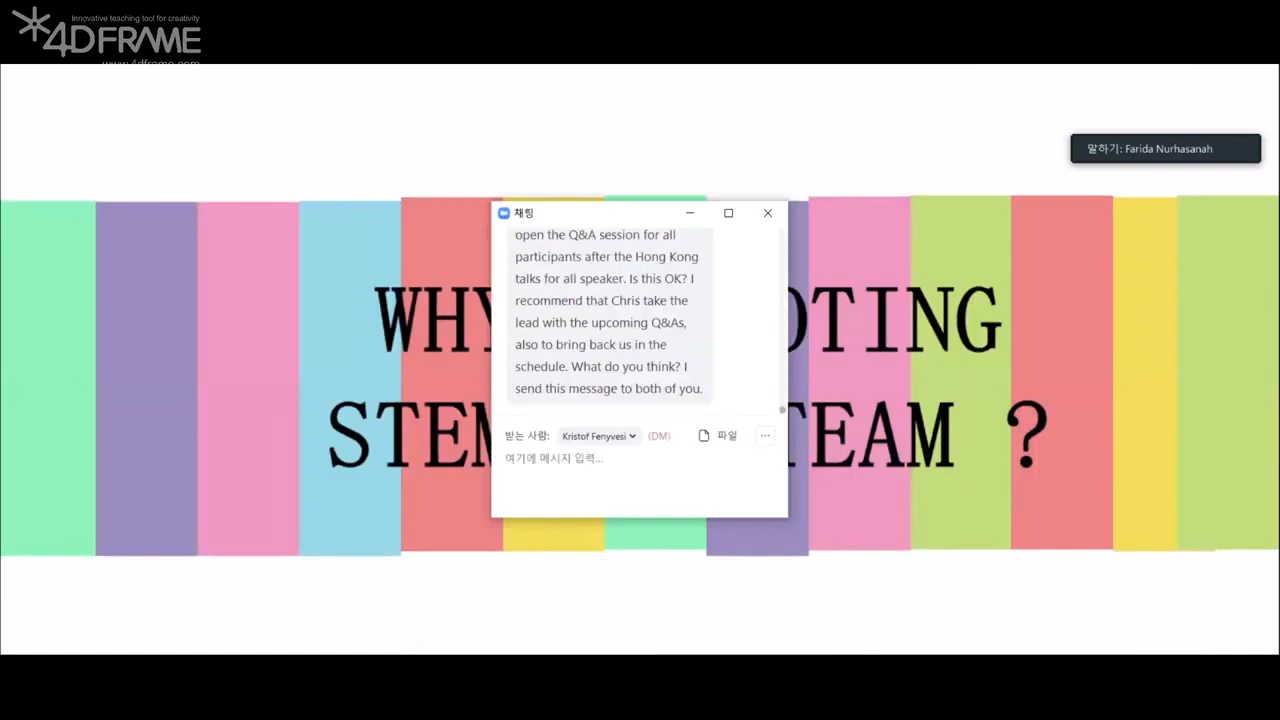 Innovative teaching tool for creativity
4DFRAME
www.4dframe.com
말하기: Farida Nurhasanah
채팅
open the Q&A session for all
participants after the Hong Kong
talks for all speaker. Is this OK? I
recommend that Chris take the
lead with the upcoming Q&As,
also to bring back us in the
schedule. What do you think? I
send this message to both of you.
받는 사람: Kristof Fenyvesi (DM) 파일 ...
여기에 메시지 입력...
WHY OTING
STEM TEAM ?